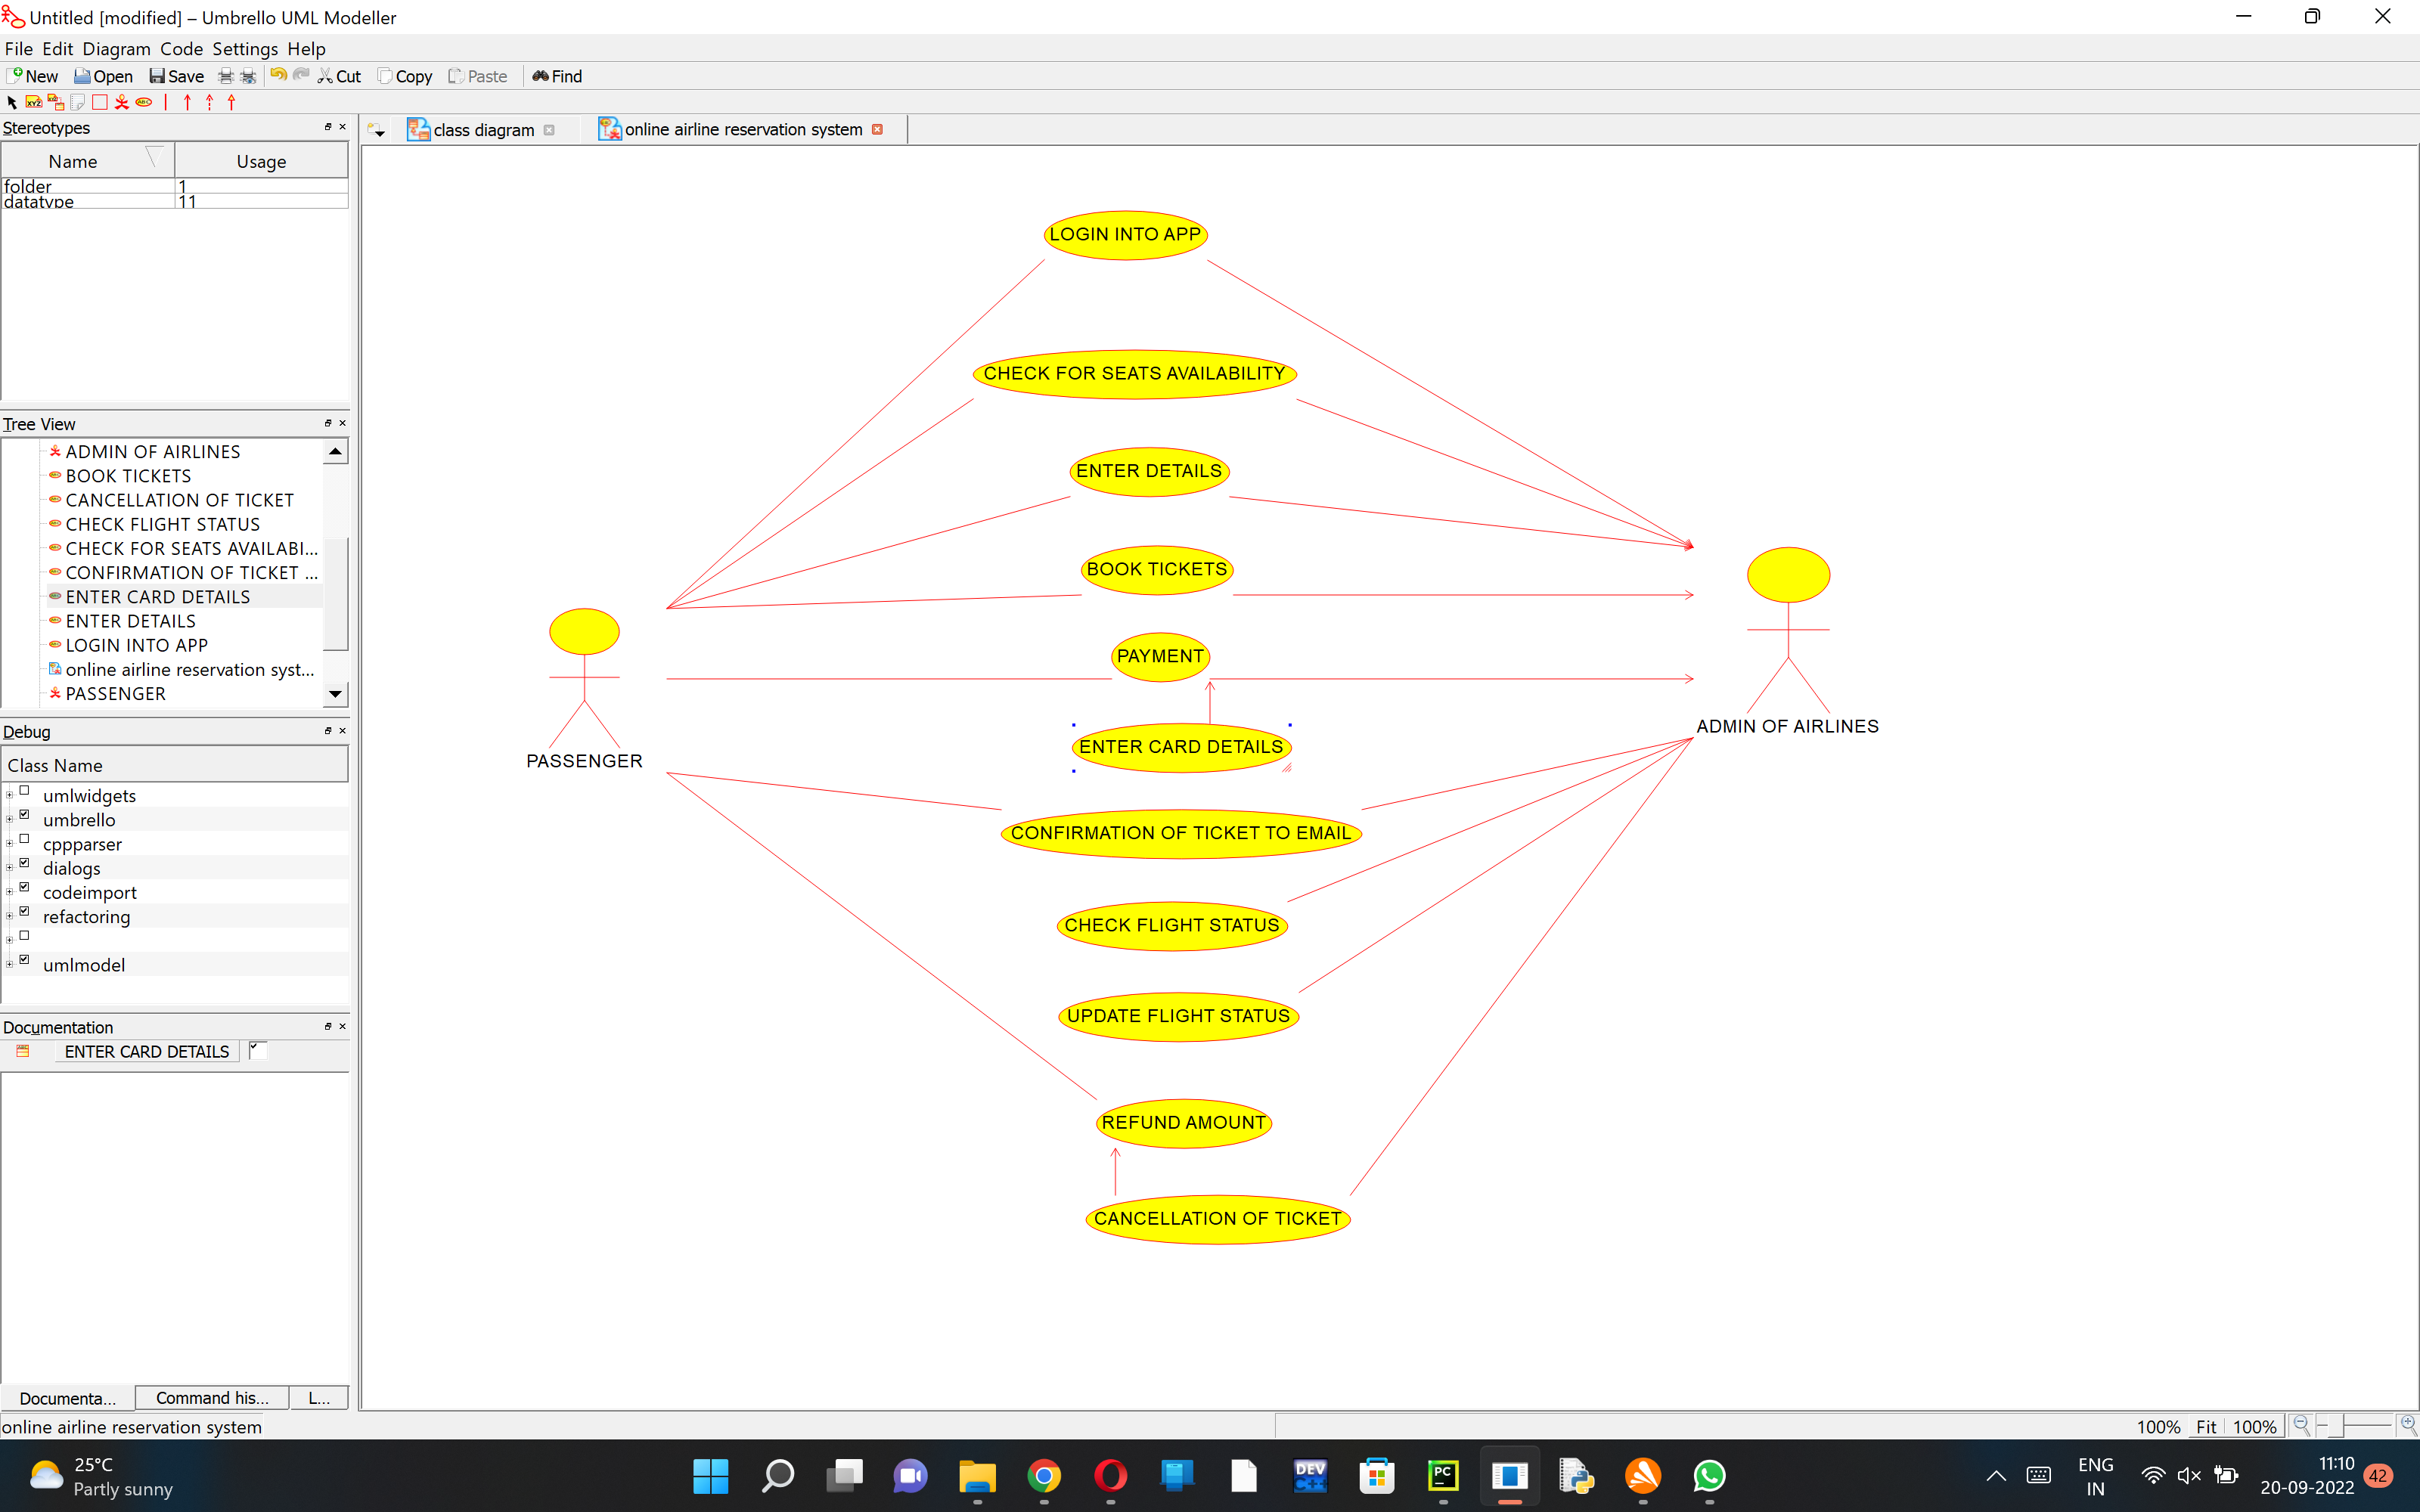 Untitled [modified] – Umbrello UML Modeller
File Edit Diagram Code Settings Help
New Open Save Cut Copy Paste Find
XYZ ABC
Stereotypes
class diagram online airline reservation system
Name Usage
folder 1
datatype 11
Tree View
ADMIN OF AIRLINES
BOOK TICKETS
CANCELLATION OF TICKET
CHECK FLIGHT STATUS
CHECK FOR SEATS AVAILABI...
CONFIRMATION OF TICKET ...
ENTER CARD DETAILS
ENTER DETAILS
LOGIN INTO APP
online airline reservation syst...
PASSENGER
Debug
Class Name
umlwidgets
umbrello
cppparser
dialogs
codeimport
refactoring
umlmodel
Documentation
ENTER CARD DETAILS
Documenta... Command his... L...
LOGIN INTO APP
CHECK FOR SEATS AVAILABILITY
ENTER DETAILS
BOOK TICKETS
PAYMENT
ENTER CARD DETAILS
PASSENGER
ADMIN OF AIRLINES
CONFIRMATION OF TICKET TO EMAIL
CHECK FLIGHT STATUS
UPDATE FLIGHT STATUS
REFUND AMOUNT
CANCELLATION OF TICKET
online airline reservation system
100% Fit 100%
25°C
Partly sunny
DEV
C++
PC
ENG
IN
11:10
20-09-2022
42